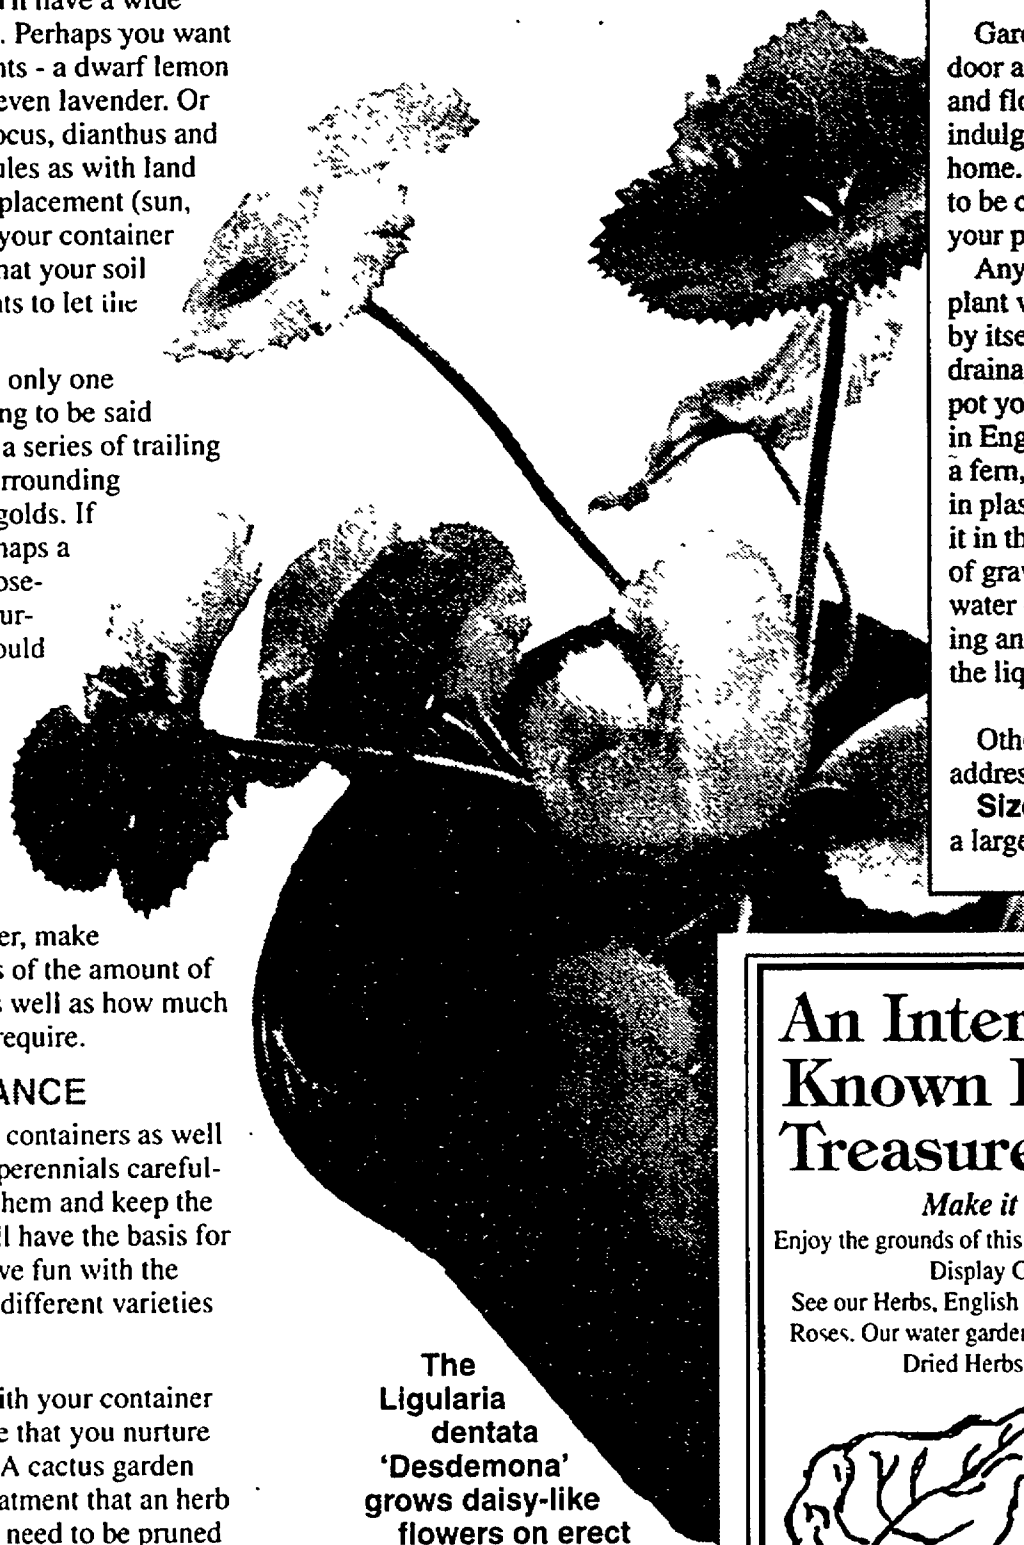 'll have a wide
. Perhaps you want
nts - a dwarf lemon
even lavender. Or
ocus, dianthus and
ules as with land
placement (sun,
your container
hat your soil
nts to let the
only one
ng to be said
a series of trailing
rrounding
golds. If
haps a
ose-
ur-
ould
er, make
s of the amount of
s well as how much
require.
ANCE
containers as well
perennials careful-
hem and keep the
ll have the basis for
ve fun with the
different varieties
ith your container
e that you nurture
A cactus garden
eatment that an herb
need to be pruned
The
Ligularia
dentata
‘Desdemona’
grows daisy-like
flowers on erect
Gard
door a
and flo
indulg
home.
to be c
your p
Any
plant v
by itse
draina
pot yo
in Eng
a fern,
in plas
it in th
of grav
water
ing an
the liq
Othe
addres
Size
a large
An Inter
Known
Treasure
Make it
Enjoy the grounds of this
Display
See our Herbs, English
Roses. Our water garden
Dried Herbs